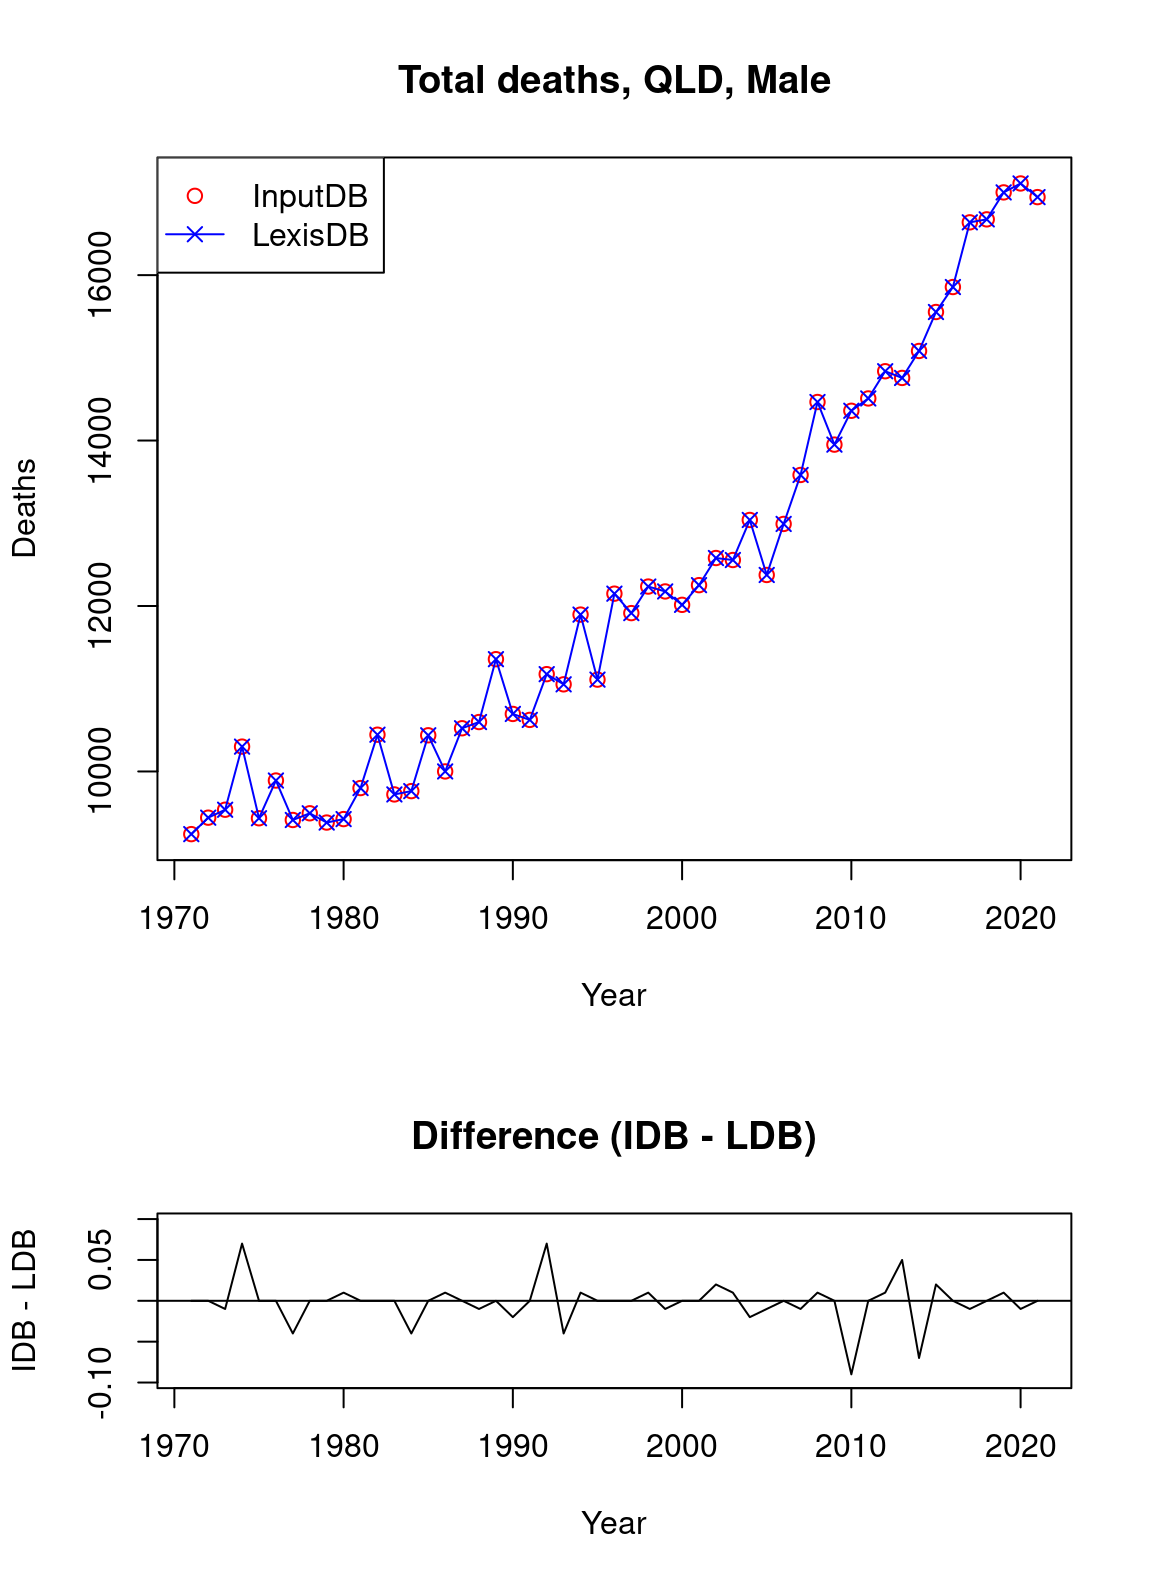 Total deaths, QLD, Male
InputDB
LexisDB
Deaths
16000
14000
12000
10000
1970 1980 1990 2000 2010 2020
Year
Difference (IDB - LDB)
IDB - LDB
0.05
-0.10
1970 1980 1990 2000 2010 2020
Year